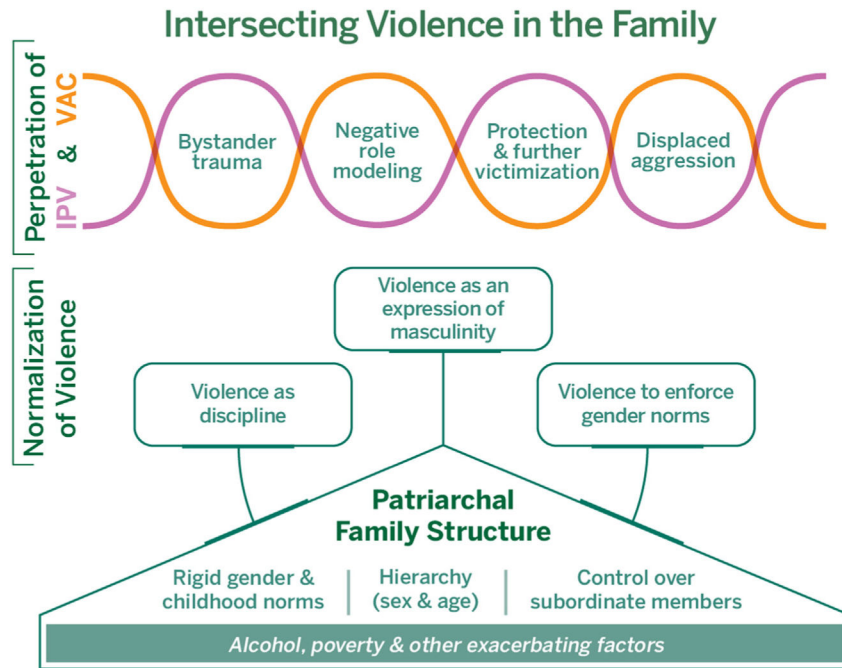 Intersecting Violence in the Family
Perpetration of
IPV & VAC
Bystander
trauma
Negative
role
modeling
Protection
& further
victimization
Displaced
aggression
Normalization
of Violence
Violence as an
expression of
masculinity
Violence as
discipline
Violence to enforce
gender norms
Patriarchal
Family Structure
Rigid gender &
childhood norms
Hierarchy
(sex & age)
Control over
subordinate members
Alcohol, poverty & other exacerbating factors